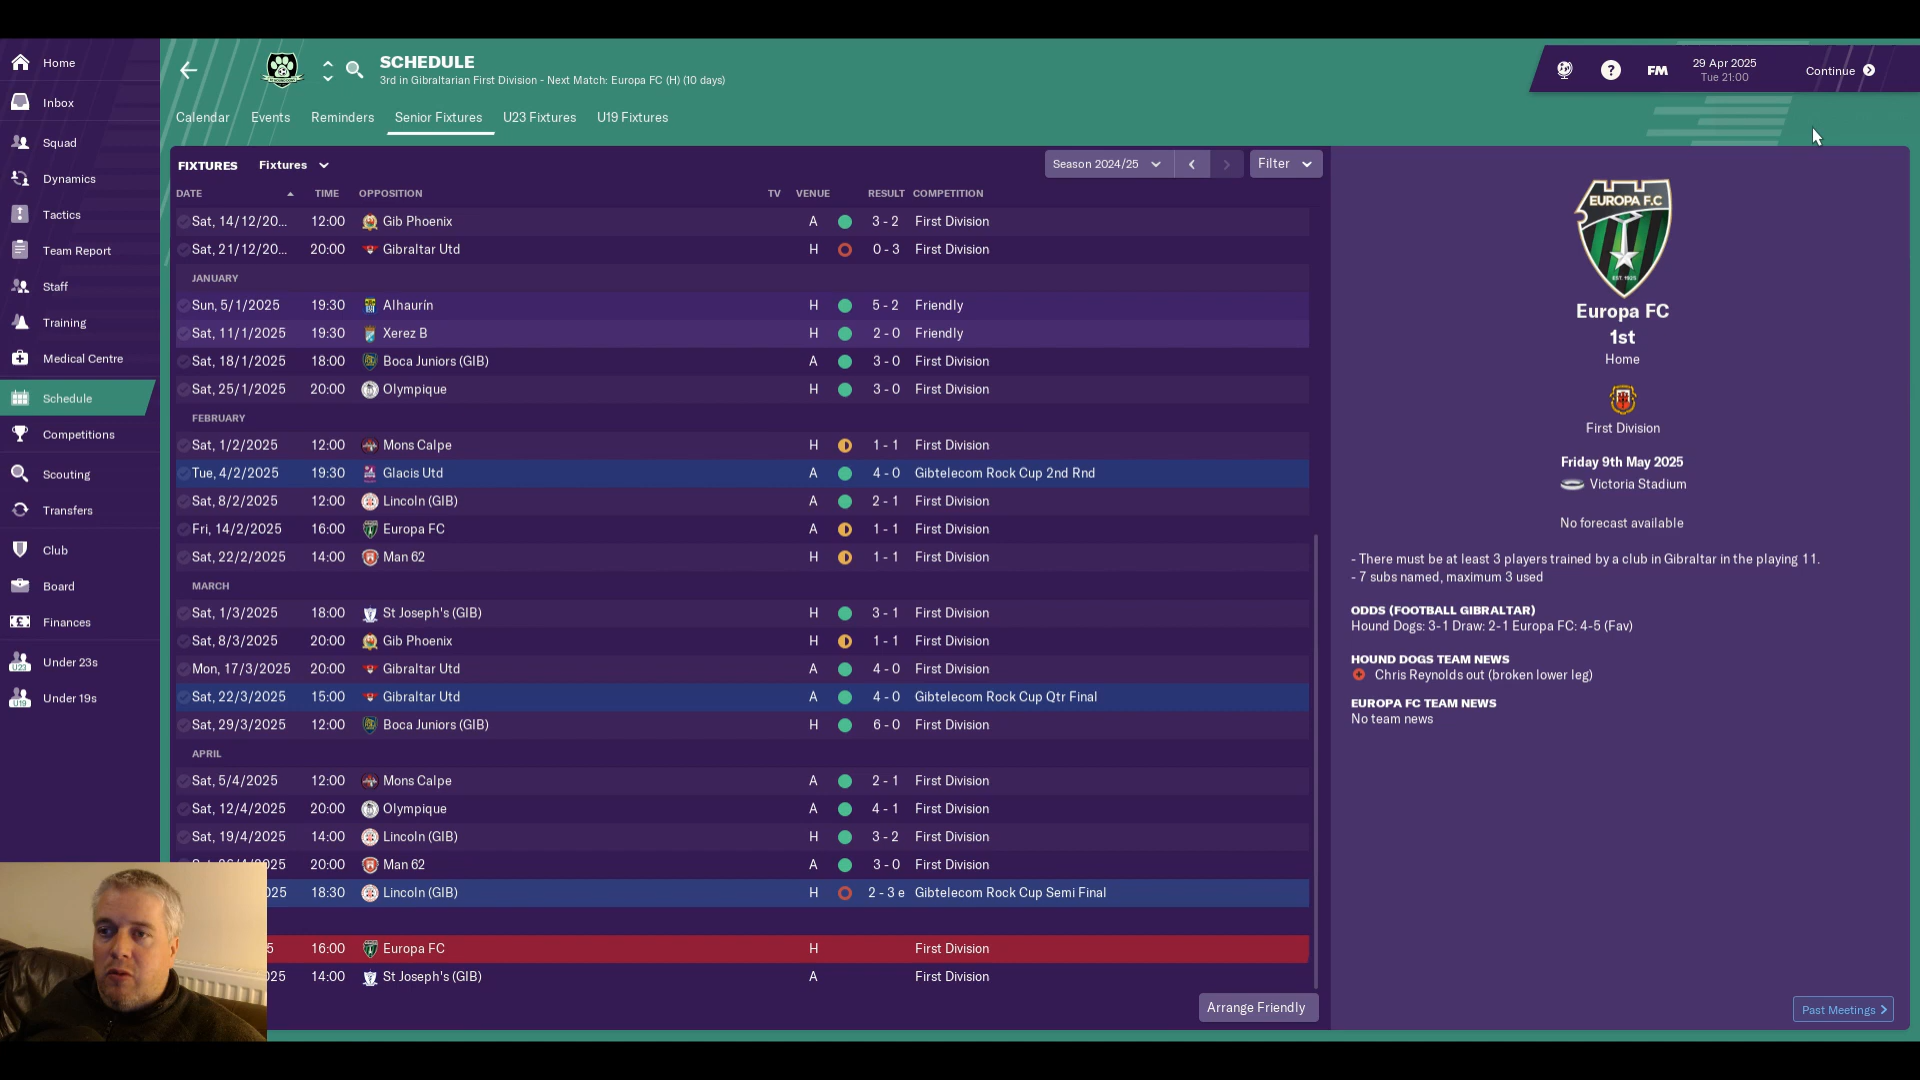 Home
Inbox
Squad
Dynamics
Tactics
Team Report
Staff
Training
Medical Centre
Schedule
Competitions
Scouting
Transfers
Club
Board
Finances
U23
Under 23s
U19
Under 19s
SCHEDULE
3rd in Gibraltarian First Division - Next Match: Europa FC (H) (10 days)
FM
29 Apr 2025
Tue 21:00
Continue
Calendar Events Reminders Senior Fixtures U23 Fixtures U19 Fixtures
FIXTURES Fixtures Season 2024/25 Filter
DATE TIME OPPOSITION TV VENUE RESULT COMPETITION
Sat, 14/12/20... 12:00 Gib Phoenix A 3 - 2 First Division
Sat, 21/12/20... 20:00 Gibraltar Utd H 0 - 3 First Division
JANUARY
Sun, 5/1/2025 19:30 Alhaurín H 5 - 2 Friendly
Sat, 11/1/2025 19:30 Xerez B H 2 - 0 Friendly
Sat, 18/1/2025 18:00 Boca Juniors (GIB) A 3 - 0 First Division
Sat, 25/1/2025 20:00 Olympique H 3 - 0 First Division
FEBRUARY
Sat, 1/2/2025 12:00 Mons Calpe H 1 - 1 First Division
Tue, 4/2/2025 19:30 Glacis Utd A 4 - 0 Gibtelecom Rock Cup 2nd Rnd
Sat, 8/2/2025 12:00 Lincoln (GIB) A 2 - 1 First Division
Fri, 14/2/2025 16:00 Europa FC A 1 - 1 First Division
Sat, 22/2/2025 14:00 Man 62 H 1 - 1 First Division
MARCH
Sat, 1/3/2025 18:00 St Joseph's (GIB) H 3 - 1 First Division
Sat, 8/3/2025 20:00 Gib Phoenix H 1 - 1 First Division
Mon, 17/3/2025 20:00 Gibraltar Utd A 4 - 0 First Division
Sat, 22/3/2025 15:00 Gibraltar Utd A 4 - 0 Gibtelecom Rock Cup Qtr Final
Sat, 29/3/2025 12:00 Boca Juniors (GIB) H 6 - 0 First Division
APRIL
Sat, 5/4/2025 12:00 Mons Calpe A 2 - 1 First Division
Sat, 12/4/2025 20:00 Olympique A 4 - 1 First Division
Sat, 19/4/2025 14:00 Lincoln (GIB) H 3 - 2 First Division
20:00 Man 62 A 3 - 0 First Division
025 18:30 Lincoln (GIB) H 2 - 3 e Gibtelecom Rock Cup Semi Final
5 16:00 Europa FC H First Division
025 14:00 St Joseph's (GIB) A First Division
Arrange Friendly
EUROPA F.C
EST. 1925
Europa FC
1st
Home
First Division
Friday 9th May 2025
Victoria Stadium
No forecast available
- There must be at least 3 players trained by a club in Gibraltar in the playing 11.
- 7 subs named, maximum 3 used
ODDS (FOOTBALL GIBRALTAR)
Hound Dogs: 3-1 Draw: 2-1 Europa FC: 4-5 (Fav)
HOUND DOGS TEAM NEWS
Chris Reynolds out (broken lower leg)
EUROPA FC TEAM NEWS
No team news
Past Meetings